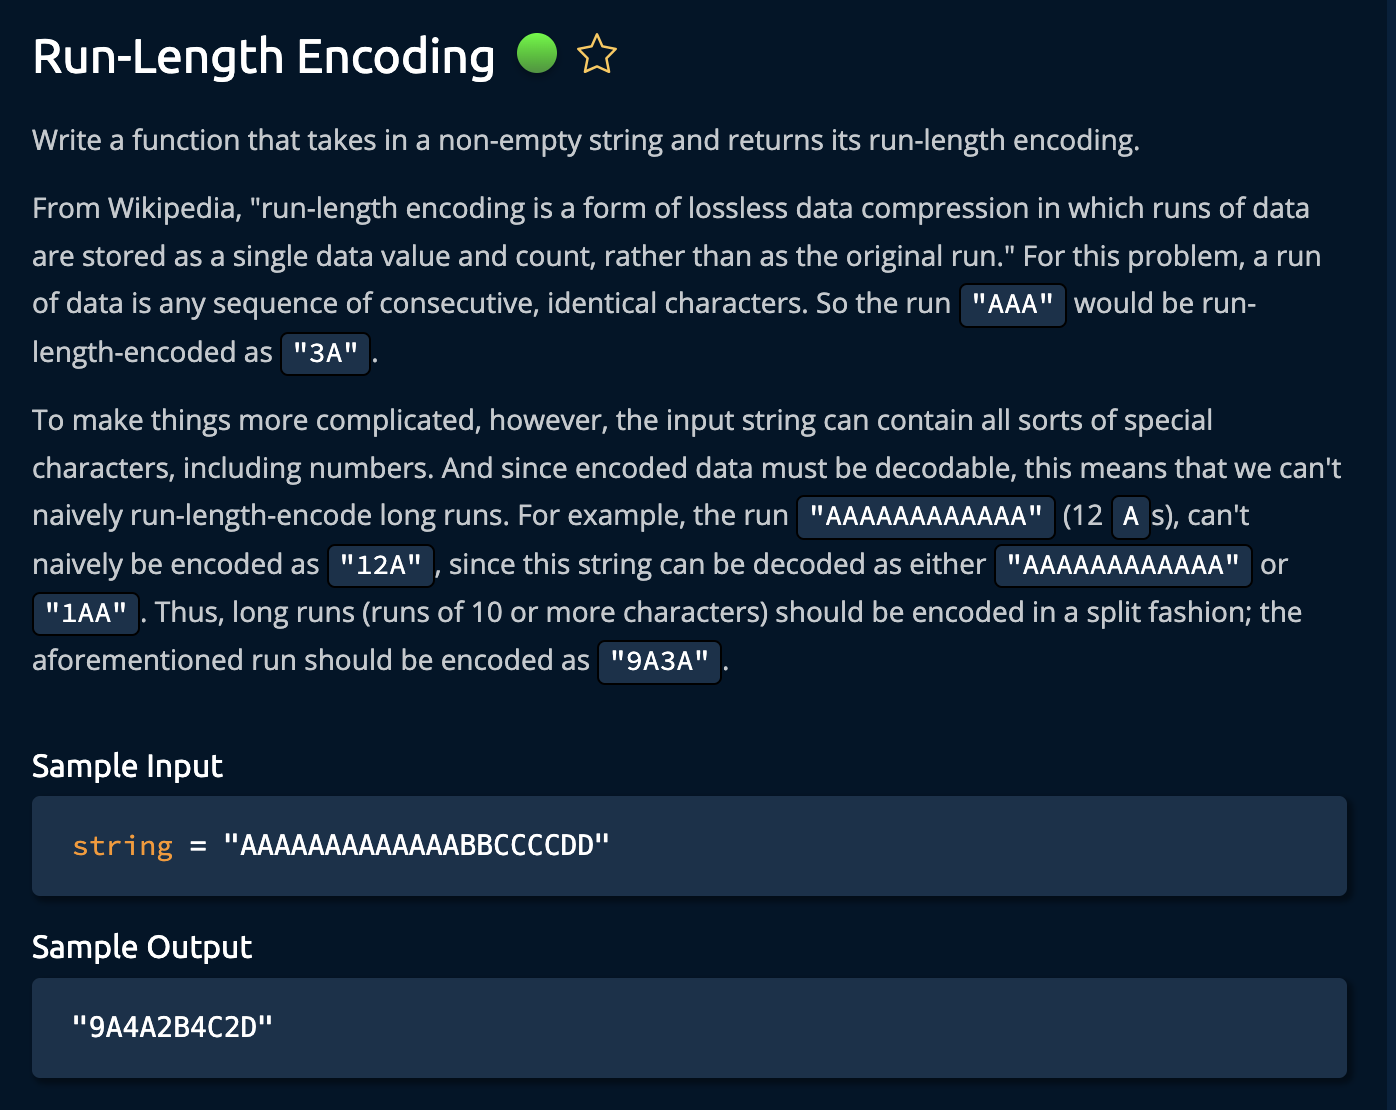 Run-Length Encoding
Write a function that takes in a non-empty string and returns its run-length encoding.
From Wikipedia, "run-length encoding is a form of lossless data compression in which runs of data
are stored as a single data value and count, rather than as the original run." For this problem, a run
of data is any sequence of consecutive, identical characters. So the run "AAA" would be run-
length-encoded as "3A".
To make things more complicated, however, the input string can contain all sorts of special
characters, including numbers. And since encoded data must be decodable, this means that we can't
naively run-length-encode long runs. For example, the run "AAAAAAAAAAAA" (12 As), can't
naively be encoded as "12A", since this string can be decoded as either "AAAAAAAAAAAA" or
"1AA". Thus, long runs (runs of 10 or more characters) should be encoded in a split fashion; the
aforementioned run should be encoded as "9A3A".
Sample Input
string = "AAAAAAAAAAAAABBCCCCDD"
Sample Output
"9A4A2B4C2D"